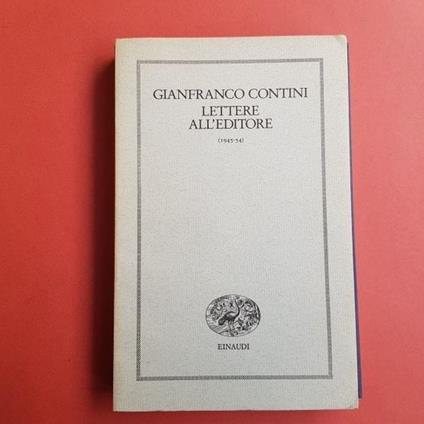 GIANFRANCO CONTINI
LETTERE
ALL'EDITORE
(1945-54)
EINAUDI